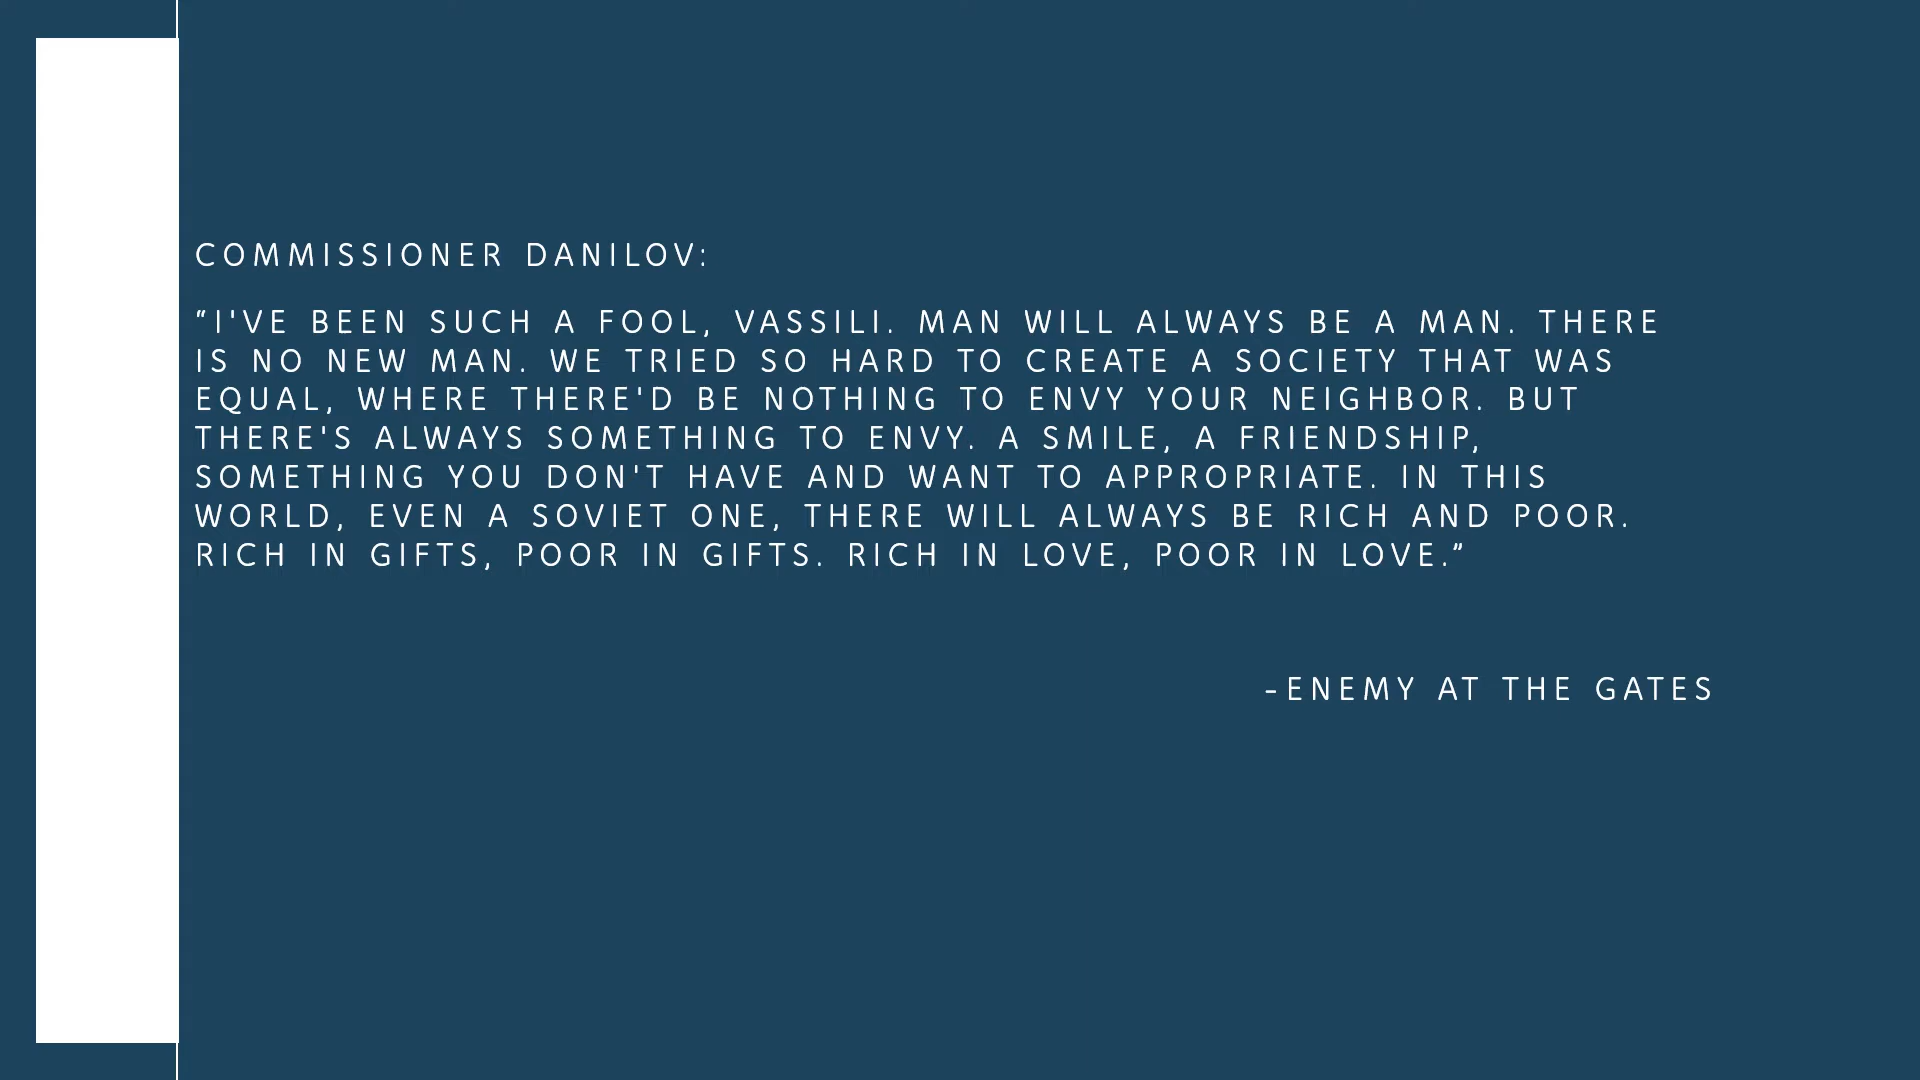 COMMISSIONER DANILOV:
“I'VE BEEN SUCH A FOOL, VASSILI. MAN WILL ALWAYS BE A MAN. THERE
IS NO NEW MAN. WE TRIED SO HARD TO CREATE A SOCIETY THAT WAS
EQUAL, WHERE THERE'D BE NOTHING TO ENVY YOUR NEIGHBOR. BUT
THERE'S ALWAYS SOMETHING TO ENVY. A SMILE, A FRIENDSHIP,
SOMETHING YOU DON'T HAVE AND WANT TO APPROPRIATE. IN THIS
WORLD, EVEN A SOVIET ONE, THERE WILL ALWAYS BE RICH AND POOR.
RICH IN GIFTS, POOR IN GIFTS. RICH IN LOVE, POOR IN LOVE.”
-ENEMY AT THE GATES